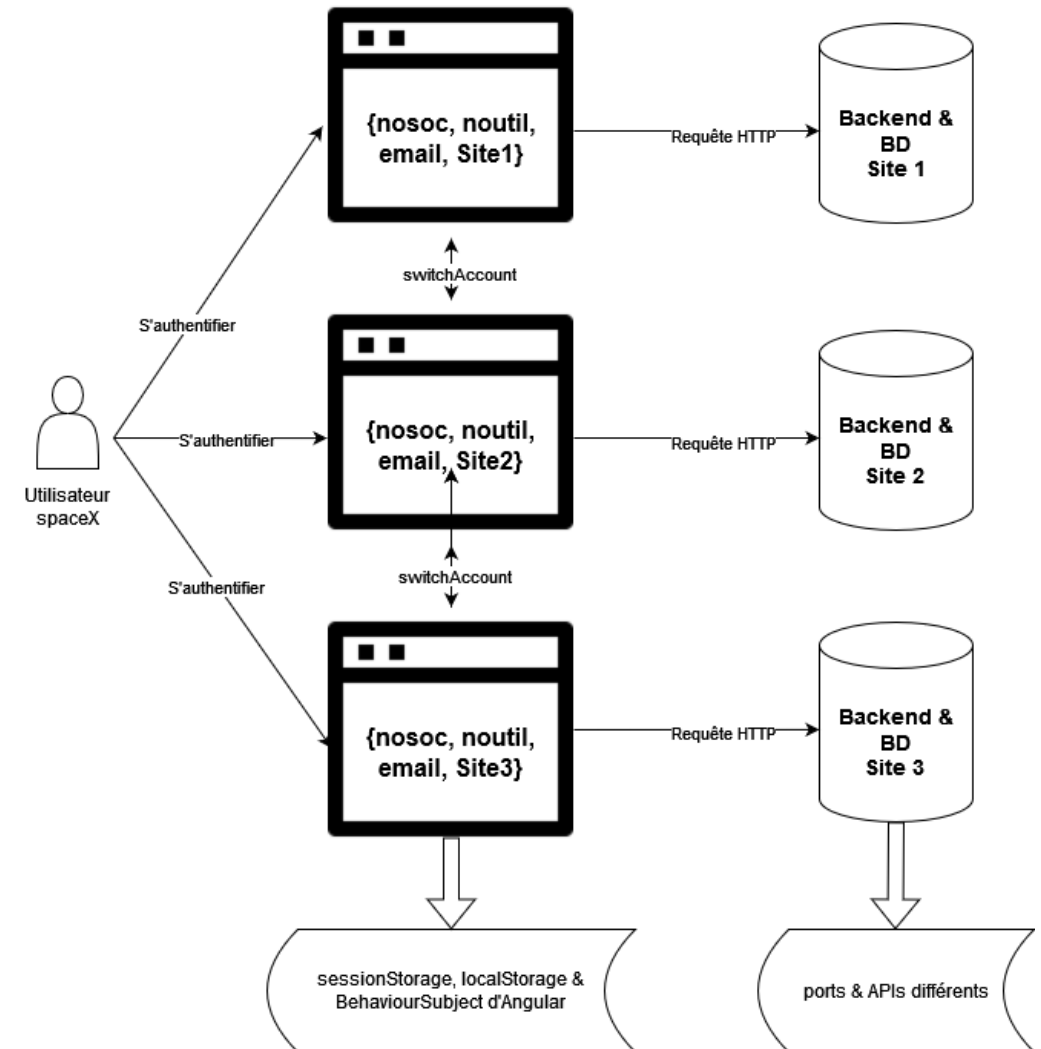 {nosoc, noutil,
email, Site1}
Requête HTTP
Backend &
BD
Site 1
switchAccount
S'authentifier
{nosoc, noutil,
email, Site2}
S'authentifier
Requête HTTP
Backend &
BD
Site 2
Utilisateur
spaceX
switchAccount
S'authentifier
{nosoc, noutil,
email, Site3}
Requête HTTP
Backend &
BD
Site 3
sessionStorage, localStorage &
BehaviourSubject d'Angular
ports & APIs différents